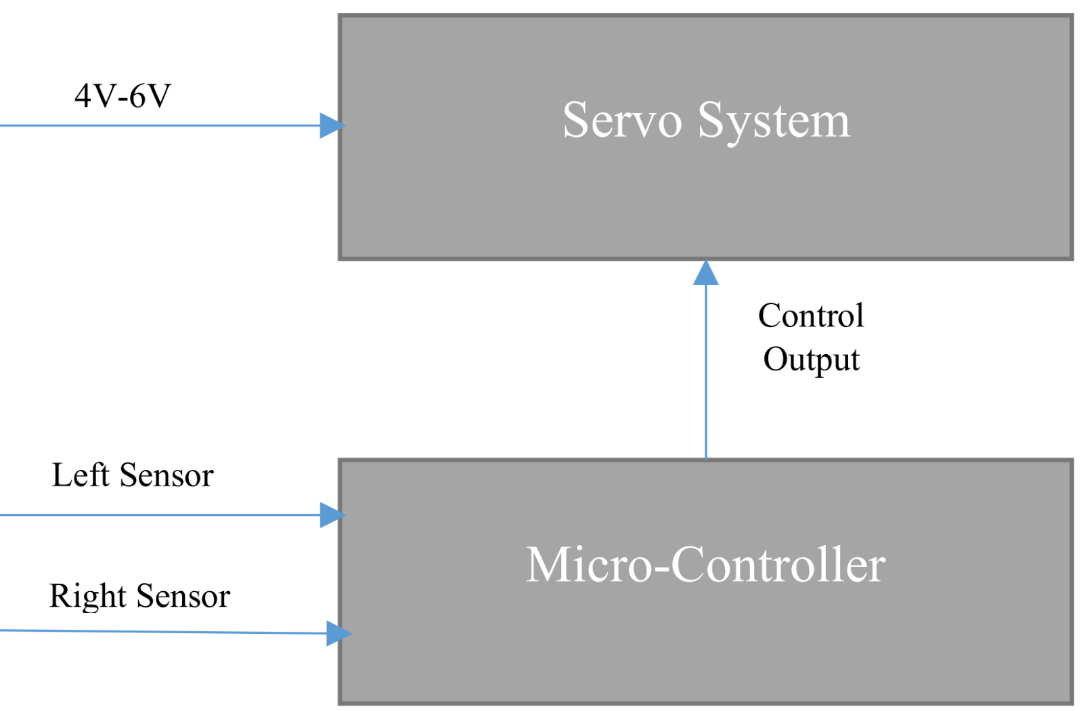 4V-6V
Servo System
Control
Output
Left Sensor
Micro-Controller
Right Sensor